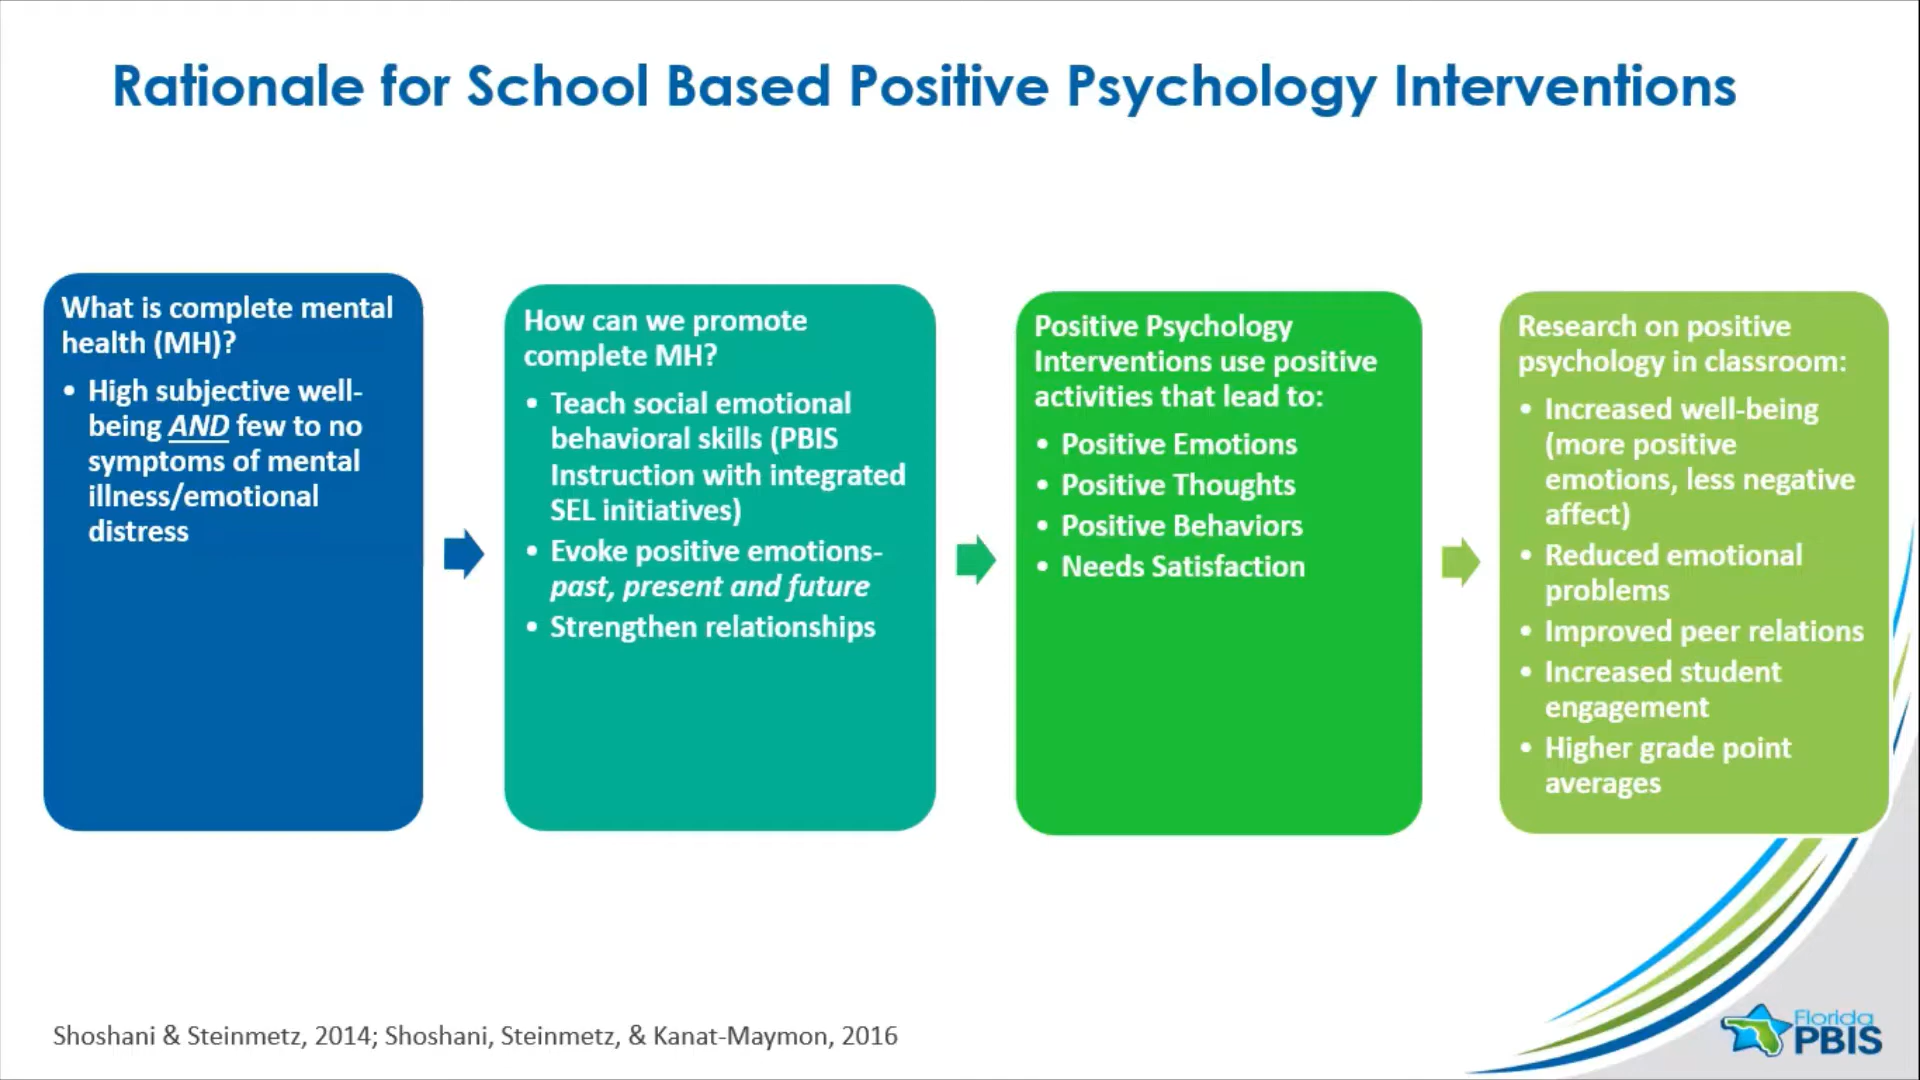 Rationale for School Based Positive Psychology Interventions
What is complete mental
health (MH)?
• High subjective well-
being AND few to no
symptoms of mental
illness/emotional
distress
How can we promote
complete MH?
• Teach social emotional
behavioral skills (PBIS
Instruction with integrated
SEL initiatives)
• Evoke positive emotions-
past, present and future
• Strengthen relationships
Positive Psychology
Interventions use positive
activities that lead to:
• Positive Emotions
• Positive Thoughts
• Positive Behaviors
• Needs Satisfaction
Research on positive
psychology in classroom:
• Increased well-being
(more positive
emotions, less negative
affect)
• Reduced emotional
problems
• Improved peer relations
• Increased student
engagement
• Higher grade point
averages
Shoshani & Steinmetz, 2014; Shoshani, Steinmetz, & Kanat-Maymon, 2016
Florida
PBIS